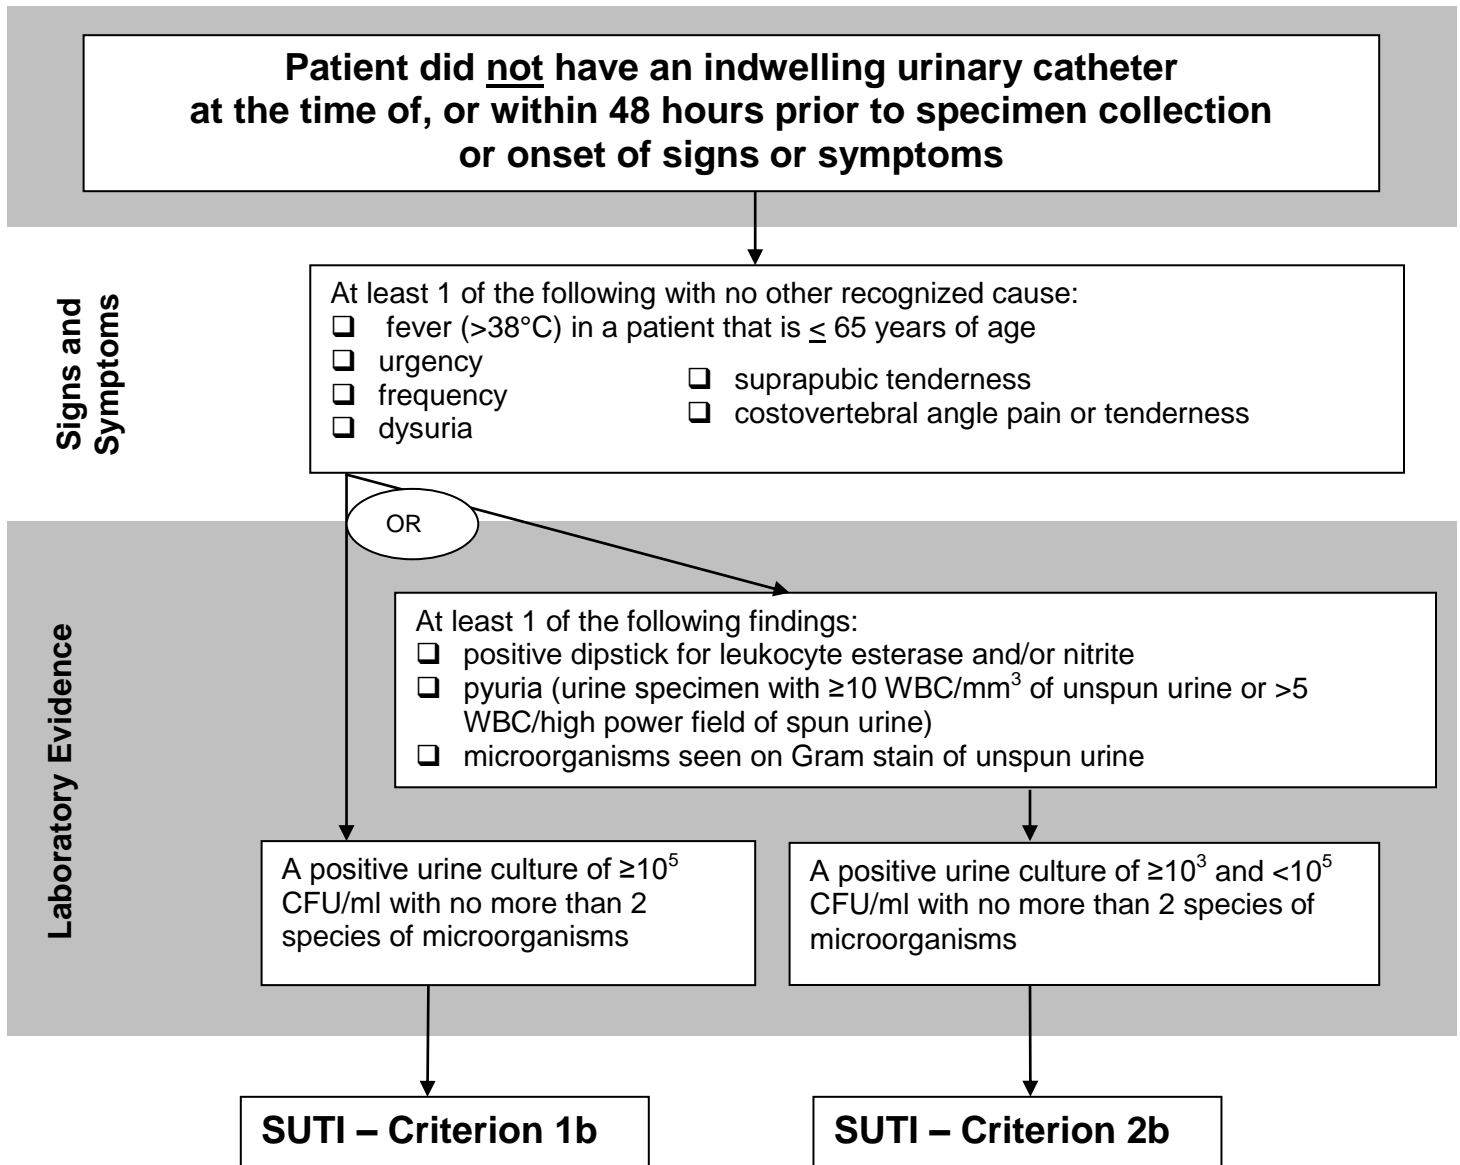 Patient did not have an indwelling urinary catheter
at the time of, or within 48 hours prior to specimen collection
or onset of signs or symptoms
Signs and
Symptoms
At least 1 of the following with no other recognized cause:
❑ fever (>38°C) in a patient that is ≤ 65 years of age
❑ urgency
❑ frequency
❑ dysuria
❑ suprapubic tenderness
❑ costovertebral angle pain or tenderness
OR
Laboratory Evidence
At least 1 of the following findings:
❑ positive dipstick for leukocyte esterase and/or nitrite
❑ pyuria (urine specimen with ≥10 WBC/mm³ of unspun urine or >5
WBC/high power field of spun urine)
❑ microorganisms seen on Gram stain of unspun urine
A positive urine culture of ≥10⁵
CFU/ml with no more than 2
species of microorganisms
A positive urine culture of ≥10³ and <10⁵
CFU/ml with no more than 2 species of
microorganisms
SUTI – Criterion 1b
SUTI – Criterion 2b